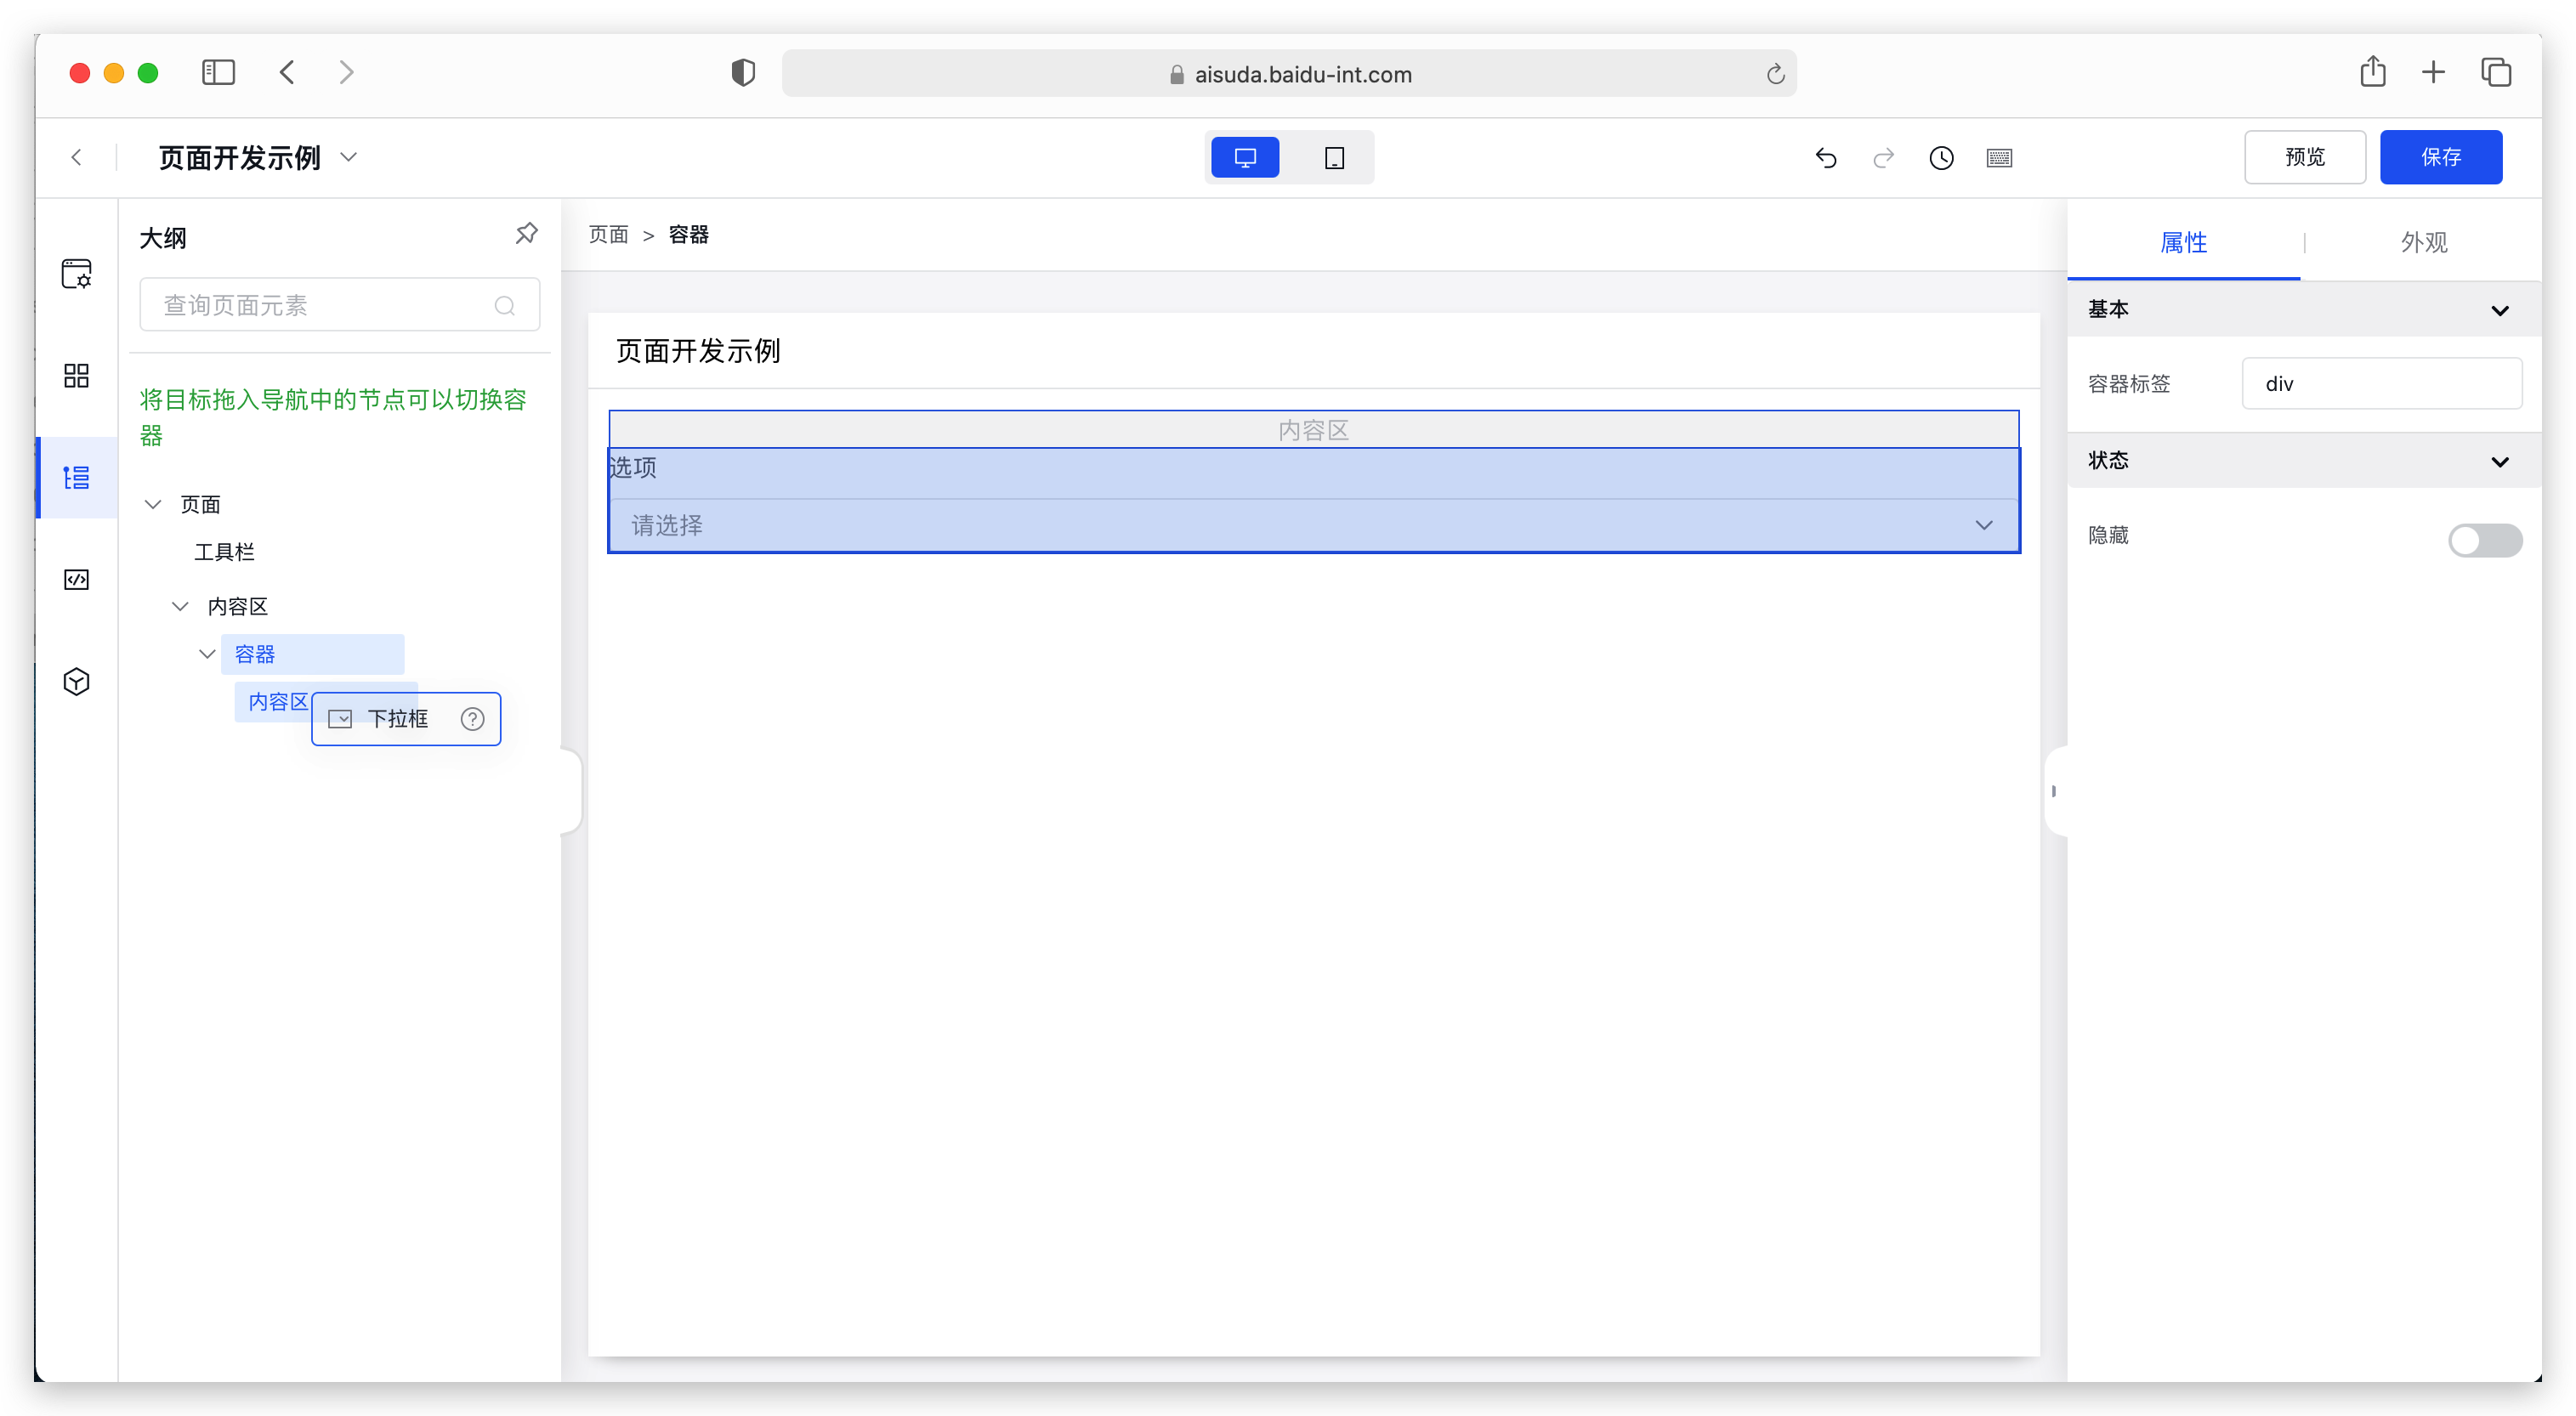 aisuda.baidu-int.com
页面开发示例
预览
保存
大纲
查询页面元素
将目标拖入导航中的节点可以切换容
器
页面
工具栏
内容区
容器
内容区
下拉框
页面 > 容器
页面开发示例
内容区
选项
请选择
属性
外观
基本
容器标签
div
状态
隐藏